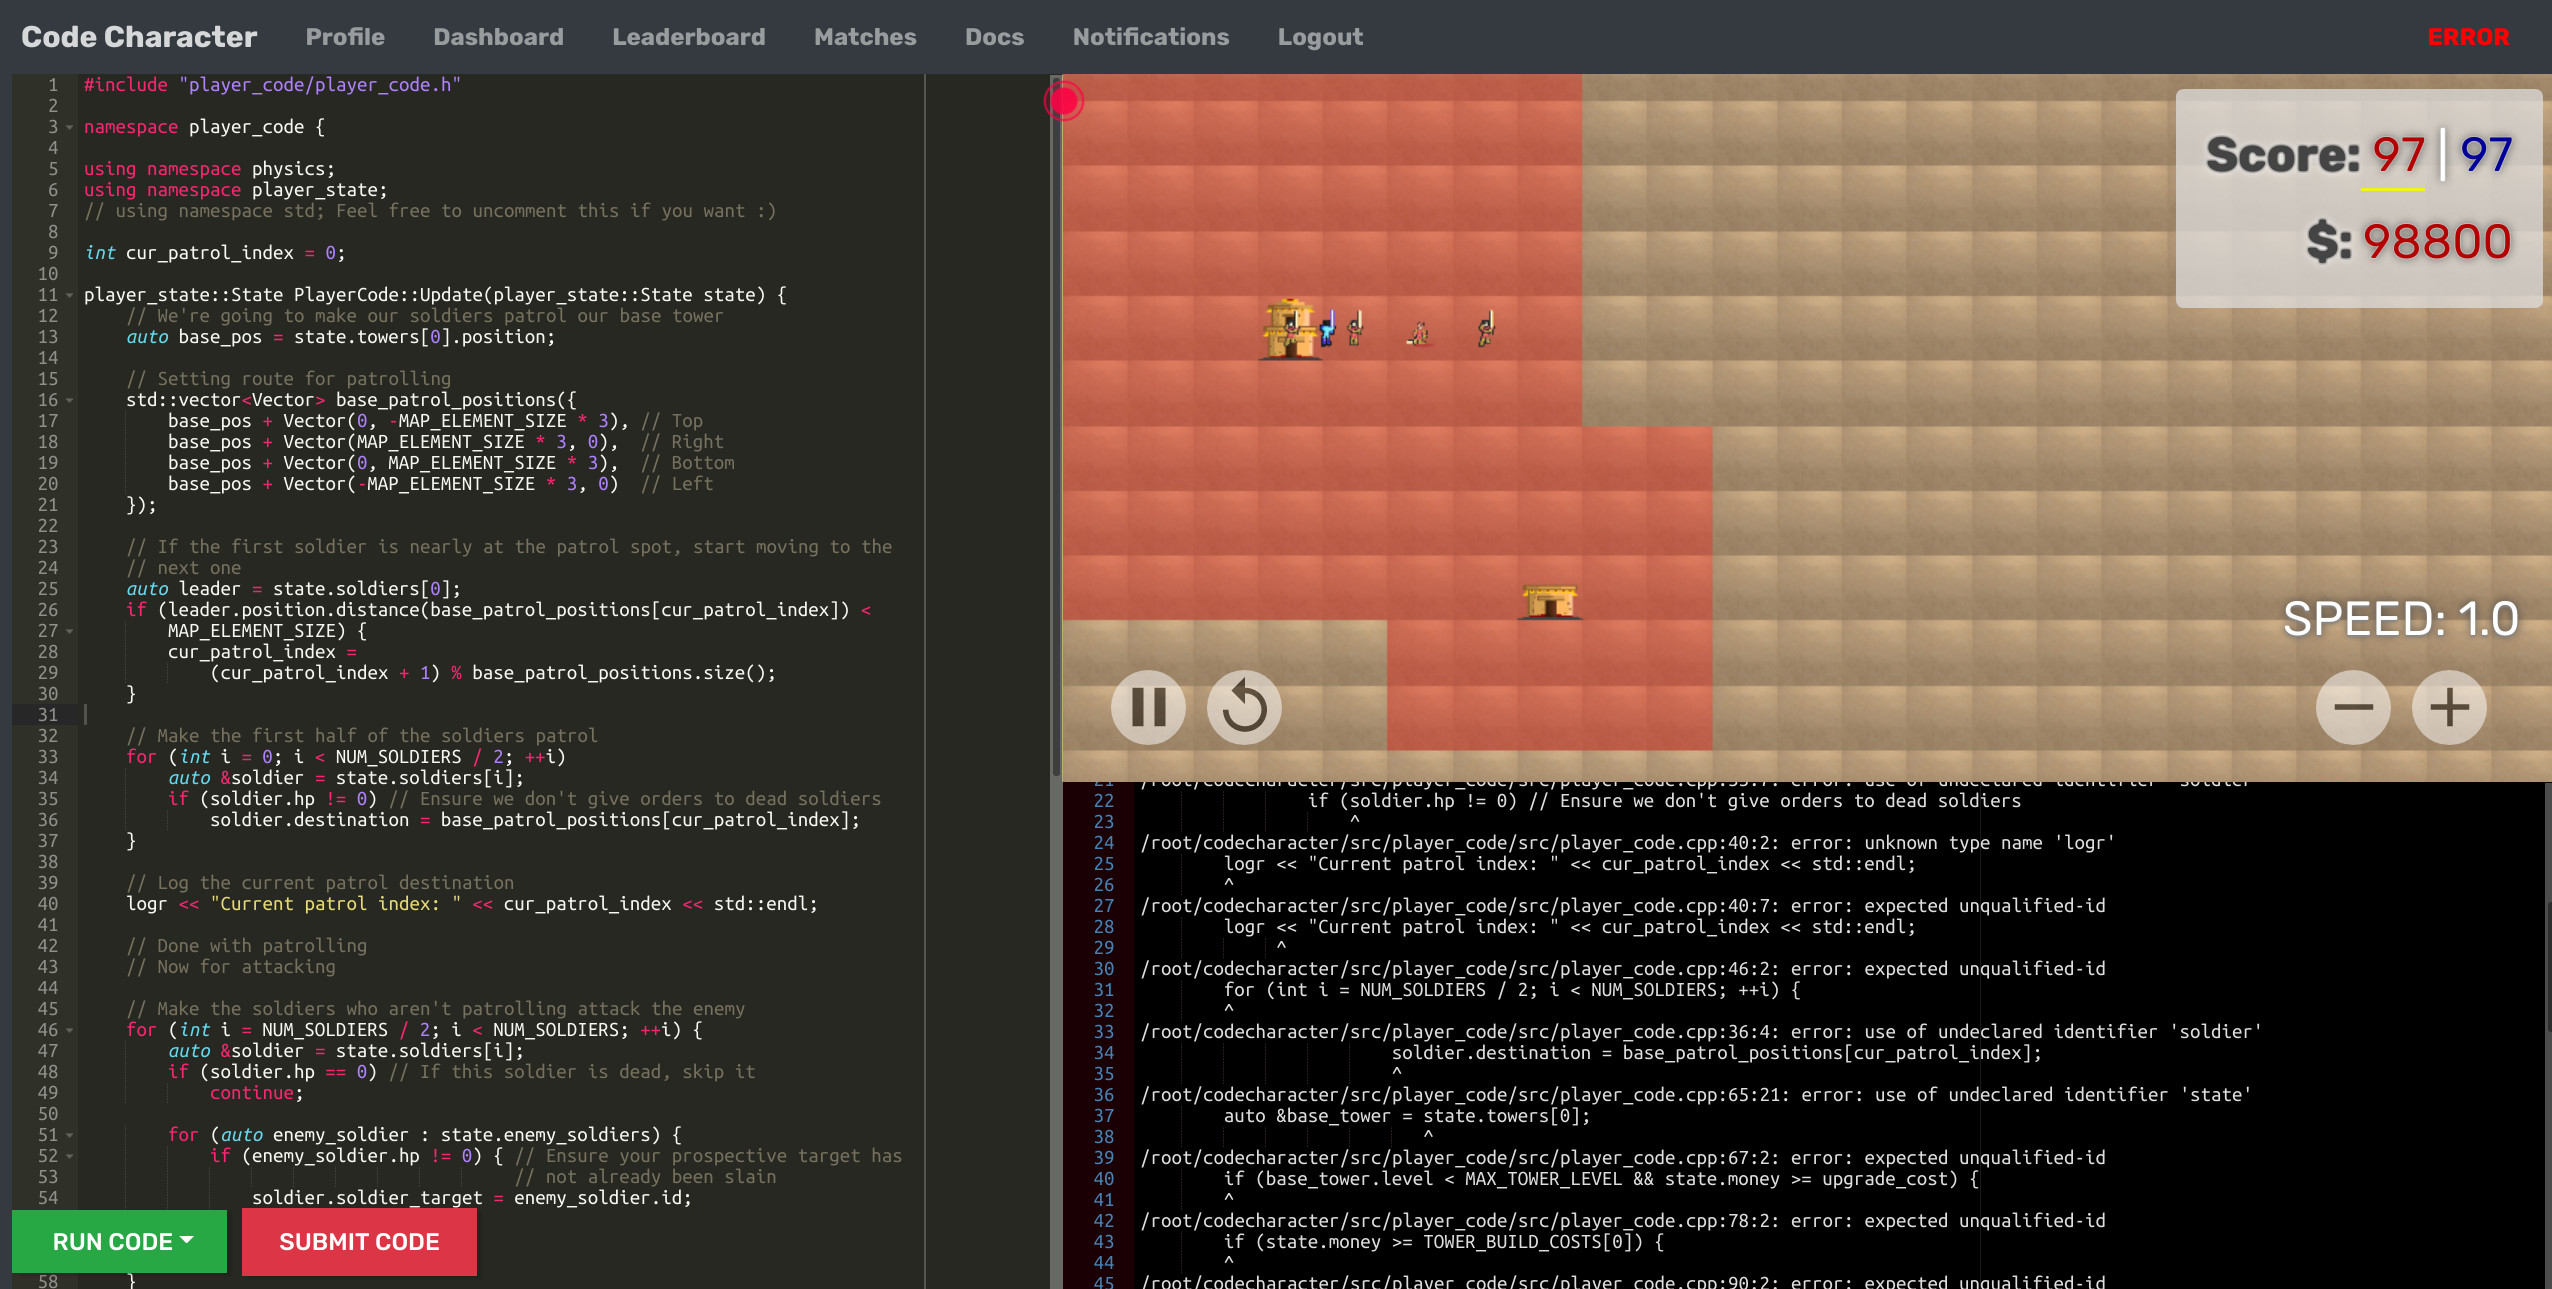 Code Character Profile Dashboard Leaderboard Matches Docs Notifications Logout ERROR
1 #include "player_code/player_code.h"
2
3 namespace player_code {
4
5 using namespace physics;
6 using namespace player_state;
7 // using namespace std; Feel free to uncomment this if you want :)
8
9 int cur_patrol_index = 0;
10
11 player_state::State PlayerCode::Update(player_state::State state) {
12 // We're going to make our soldiers patrol our base tower
13 auto base_pos = state.towers[0].position;
14
15 // Setting route for patrolling
16 std::vector<Vector> base_patrol_positions({
17 base_pos + Vector(0, -MAP_ELEMENT_SIZE * 3), // Top
18 base_pos + Vector(MAP_ELEMENT_SIZE * 3, 0), // Right
19 base_pos + Vector(0, MAP_ELEMENT_SIZE * 3), // Bottom
20 base_pos + Vector(-MAP_ELEMENT_SIZE * 3, 0) // Left
21 });
22
23 // If the first soldier is nearly at the patrol spot, start moving to the
24 // next one
25 auto leader = state.soldiers[0];
26 if (leader.position.distance(base_patrol_positions[cur_patrol_index]) <
27 MAP_ELEMENT_SIZE) {
28 cur_patrol_index =
29 (cur_patrol_index + 1) % base_patrol_positions.size();
30 }
31
32 // Make the first half of the soldiers patrol
33 for (int i = 0; i < NUM_SOLDIERS / 2; ++i)
34 auto &soldier = state.soldiers[i];
35 if (soldier.hp != 0) // Ensure we don't give orders to dead soldiers
36 soldier.destination = base_patrol_positions[cur_patrol_index];
37 }
38
39 // Log the current patrol destination
40 logr << "Current patrol index: " << cur_patrol_index << std::endl;
41
42 // Done with patrolling
43 // Now for attacking
44
45 // Make the soldiers who aren't patrolling attack the enemy
46 for (int i = NUM_SOLDIERS / 2; i < NUM_SOLDIERS; ++i) {
47 auto &soldier = state.soldiers[i];
48 if (soldier.hp == 0) // If this soldier is dead, skip it
49 continue;
50
51 for (auto enemy_soldier : state.enemy_soldiers) {
52 if (enemy_soldier.hp != 0) { // Ensure your prospective target has
53 // not already been slain
54 soldier.soldier_target = enemy_soldier.id;
58 }
RUN CODE
SUBMIT CODE
Score: 97 | 97
$: 98800
SPEED: 1.0
21 /root/codecharacter/src/player_code/src/player_code.cpp:35:7: error: use of undeclared identifier 'soldier'
22 if (soldier.hp != 0) // Ensure we don't give orders to dead soldiers
23 ^
24 /root/codecharacter/src/player_code/src/player_code.cpp:40:2: error: unknown type name 'logr'
25 logr << "Current patrol index: " << cur_patrol_index << std::endl;
26 ^
27 /root/codecharacter/src/player_code/src/player_code.cpp:40:7: error: expected unqualified-id
28 logr << "Current patrol index: " << cur_patrol_index << std::endl;
29 ^
30 /root/codecharacter/src/player_code/src/player_code.cpp:46:2: error: expected unqualified-id
31 for (int i = NUM_SOLDIERS / 2; i < NUM_SOLDIERS; ++i) {
32 ^
33 /root/codecharacter/src/player_code/src/player_code.cpp:36:4: error: use of undeclared identifier 'soldier'
34 soldier.destination = base_patrol_positions[cur_patrol_index];
35 ^
36 /root/codecharacter/src/player_code/src/player_code.cpp:65:21: error: use of undeclared identifier 'state'
37 auto &base_tower = state.towers[0];
38 ^
39 /root/codecharacter/src/player_code/src/player_code.cpp:67:2: error: expected unqualified-id
40 if (base_tower.level < MAX_TOWER_LEVEL && state.money >= upgrade_cost) {
41 ^
42 /root/codecharacter/src/player_code/src/player_code.cpp:78:2: error: expected unqualified-id
43 if (state.money >= TOWER_BUILD_COSTS[0]) {
44 ^
45 /root/codecharacter/src/player_code/src/player_code.cpp:90:2: error: expected unqualified-id